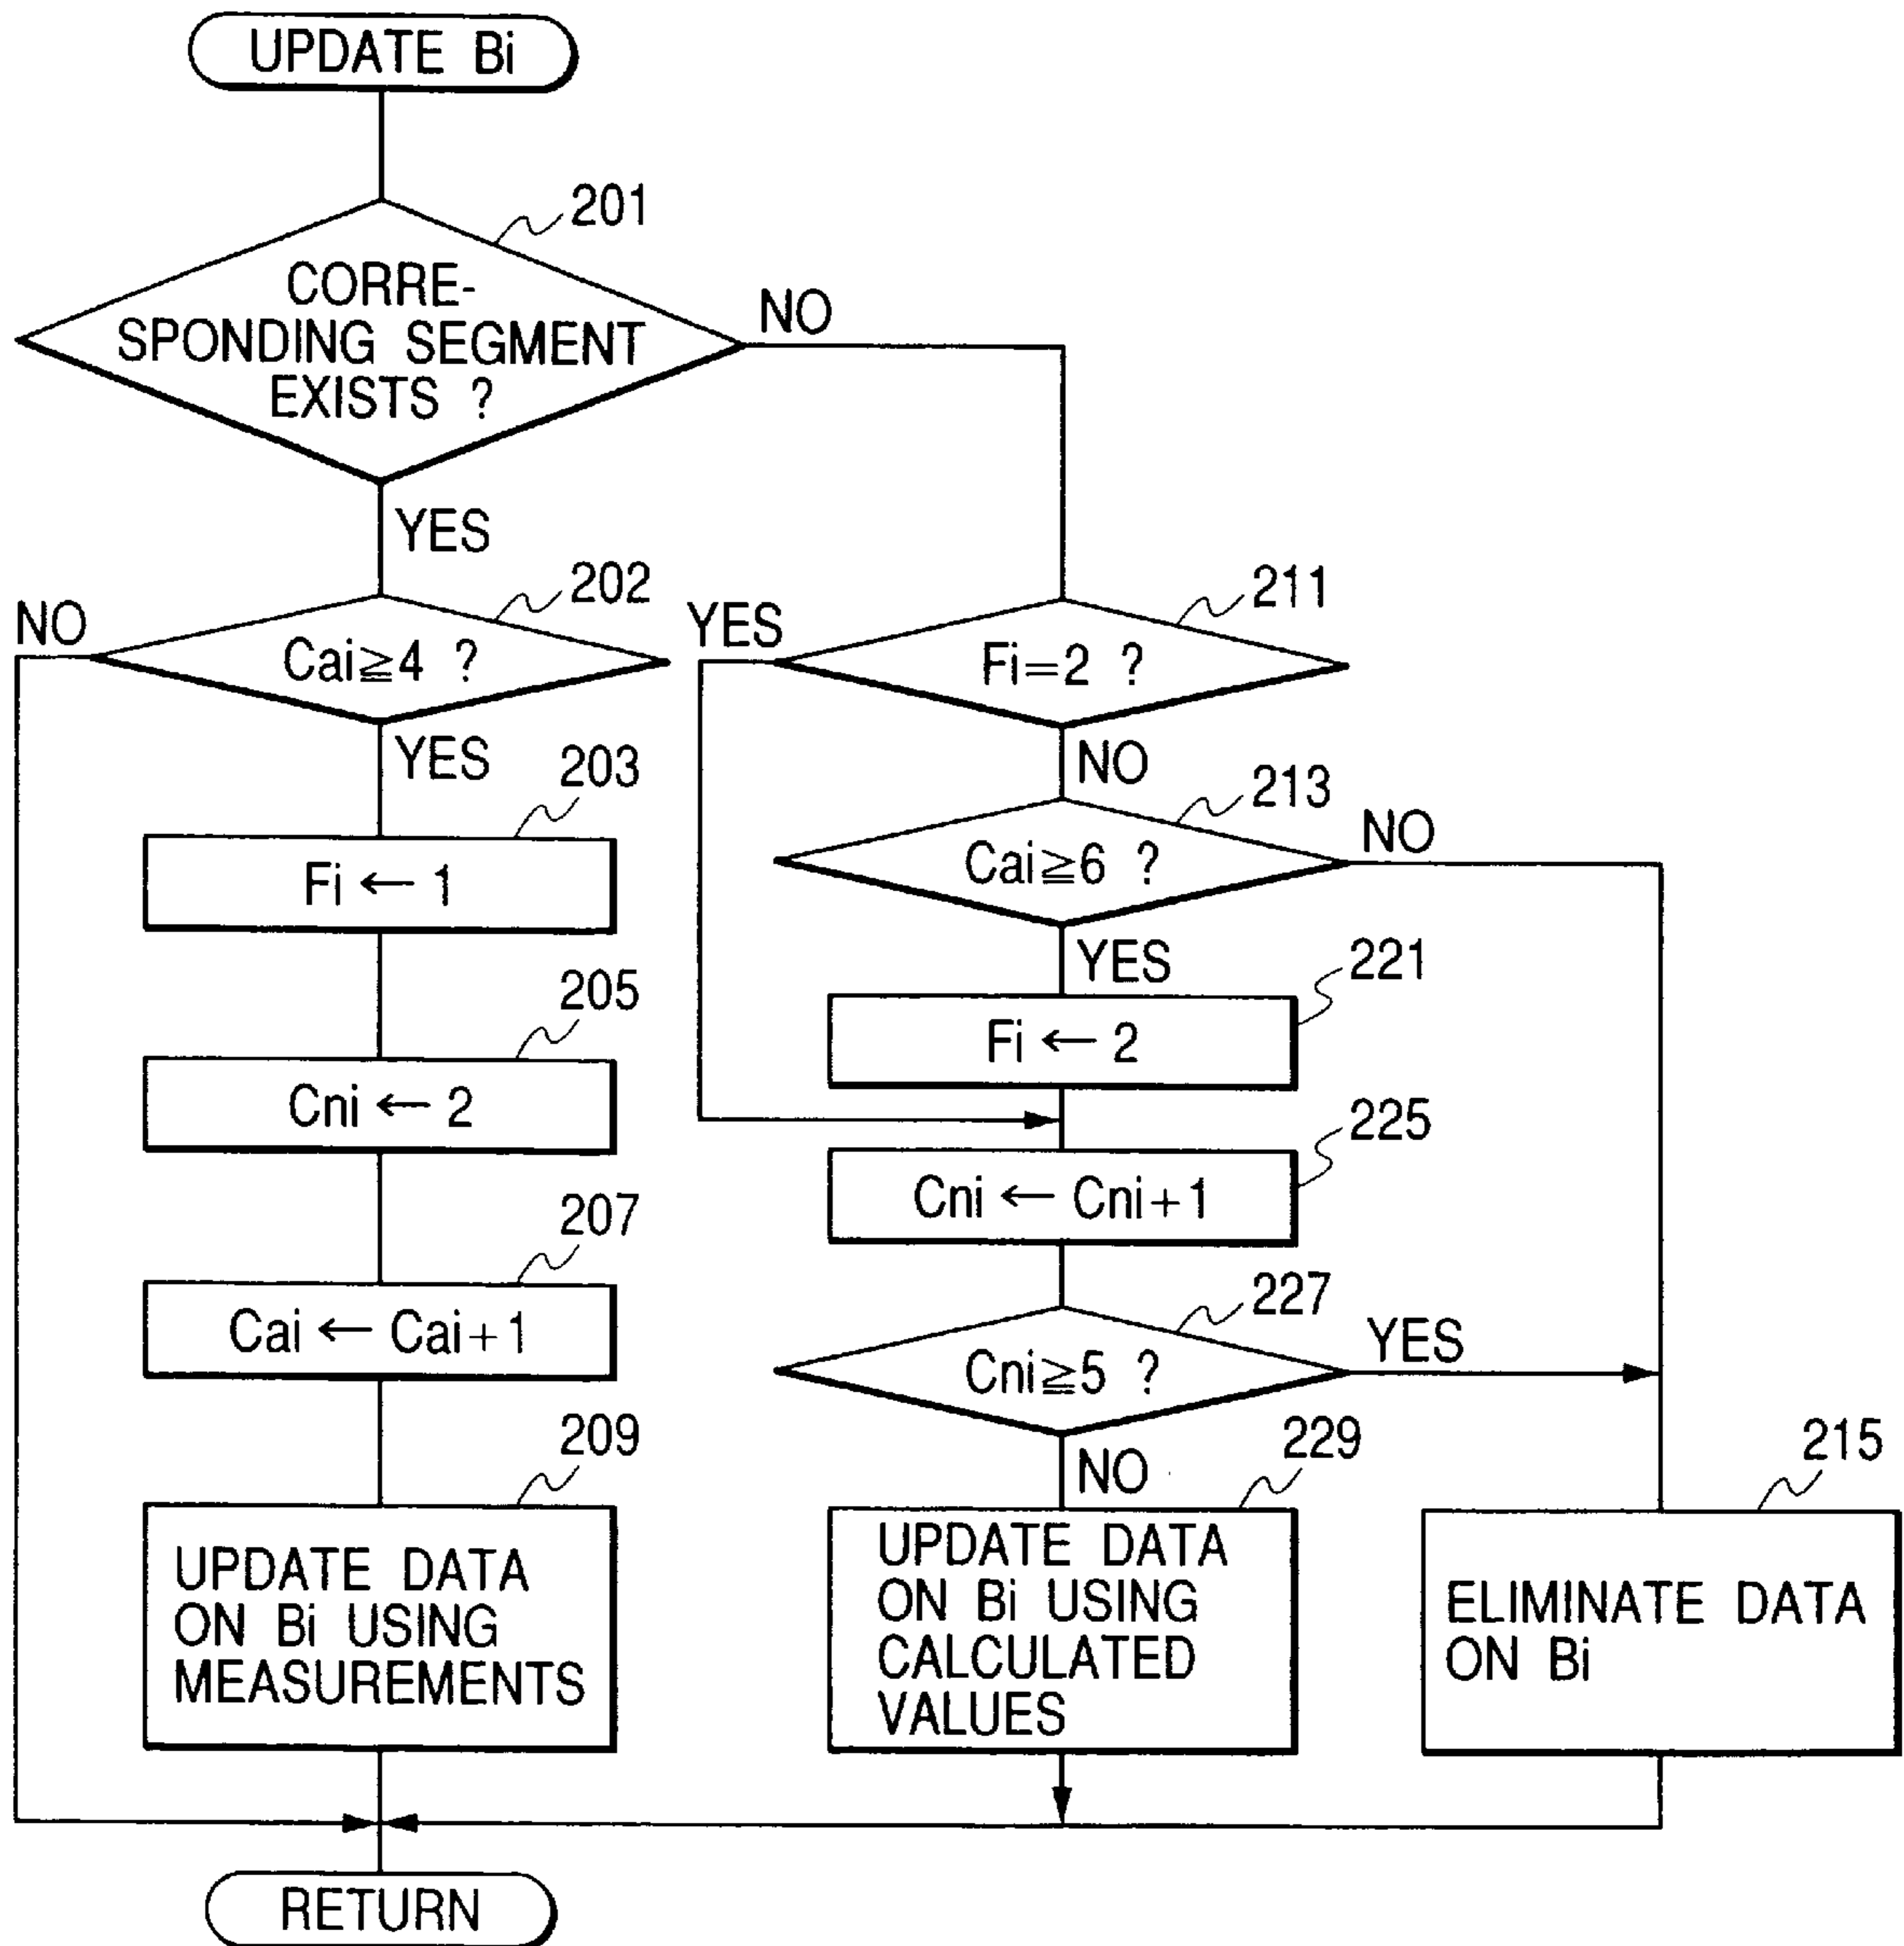 UPDATE Bi
201
CORRE-
SPONDING SEGMENT
EXISTS ?
NO
YES
202
NO
Cai≧4 ?
YES
203
Fi ← 1
205
Cni ← 2
207
Cai ← Cai+1
209
UPDATE DATA
ON Bi USING
MEASUREMENTS
211
YES
Fi=2 ?
NO
213
NO
Cai≧6 ?
YES
221
Fi ← 2
225
Cni ← Cni+1
227
YES
Cni≧5 ?
NO
229
UPDATE DATA
ON Bi USING
CALCULATED
VALUES
215
ELIMINATE DATA
ON Bi
RETURN